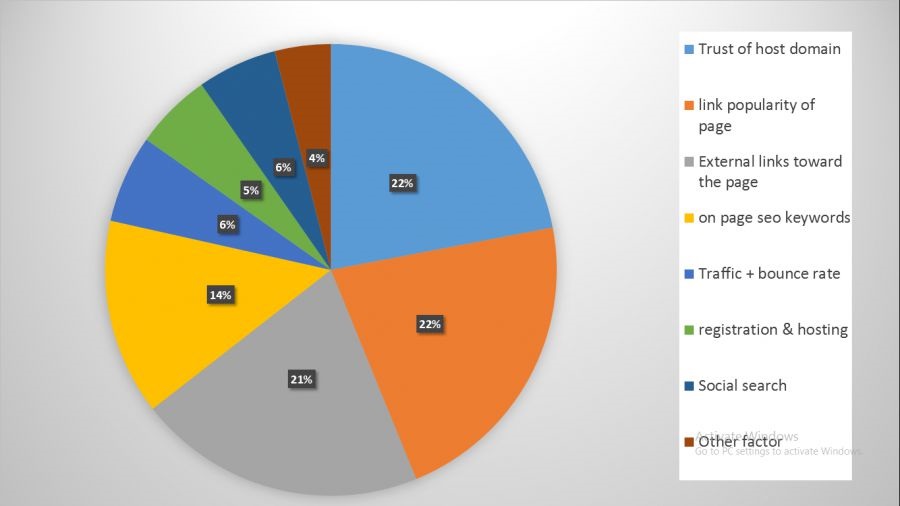 22%
22%
21%
14%
6%
5%
6%
4%
Trust of host domain
link popularity of
page
External links toward
the page
on page seo keywords
Traffic + bounce rate
registration & hosting
Social search
Other factor
Activate Windows
Go to PC settings to activate Windows.